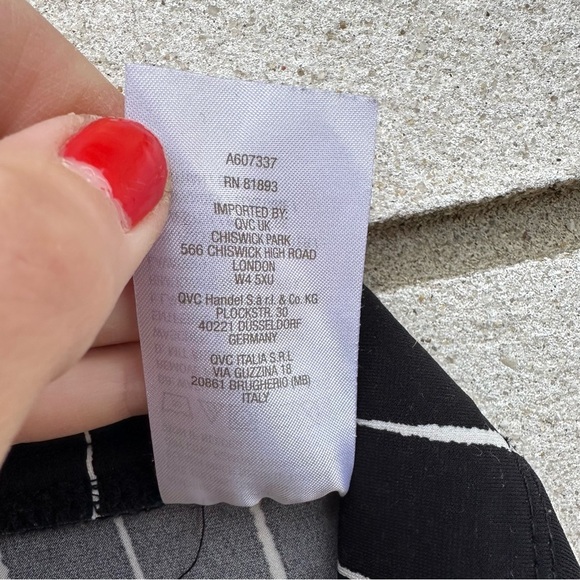 A607337
RN 81893
IMPORTED BY:
QVC UK
CHISWICK PARK
566 CHISWICK HIGH ROAD
LONDON
W4 5XU
QVC Handel S.à r.l. & Co. KG
PLOCKSTR. 30
40221 DUSSELDORF
GERMANY
QVC ITALIA S.R.L
VIA GUZZINA 18
20861 BRUGHERIO (MB)
ITALY